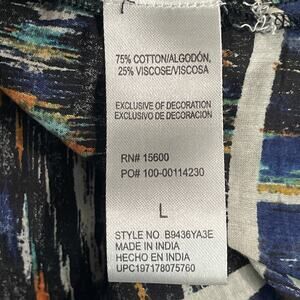 75% COTTON/ALGODÓN,
25% VISCOSE/VISCOSA
EXCLUSIVE OF DECORATION
EXCLUSIVO DE DECORACIÓN
RN# 15600
PO# 100-00114230
L
STYLE NO. B9436YA3E
MADE IN INDIA
HECHO EN INDIA
UPC197178075760